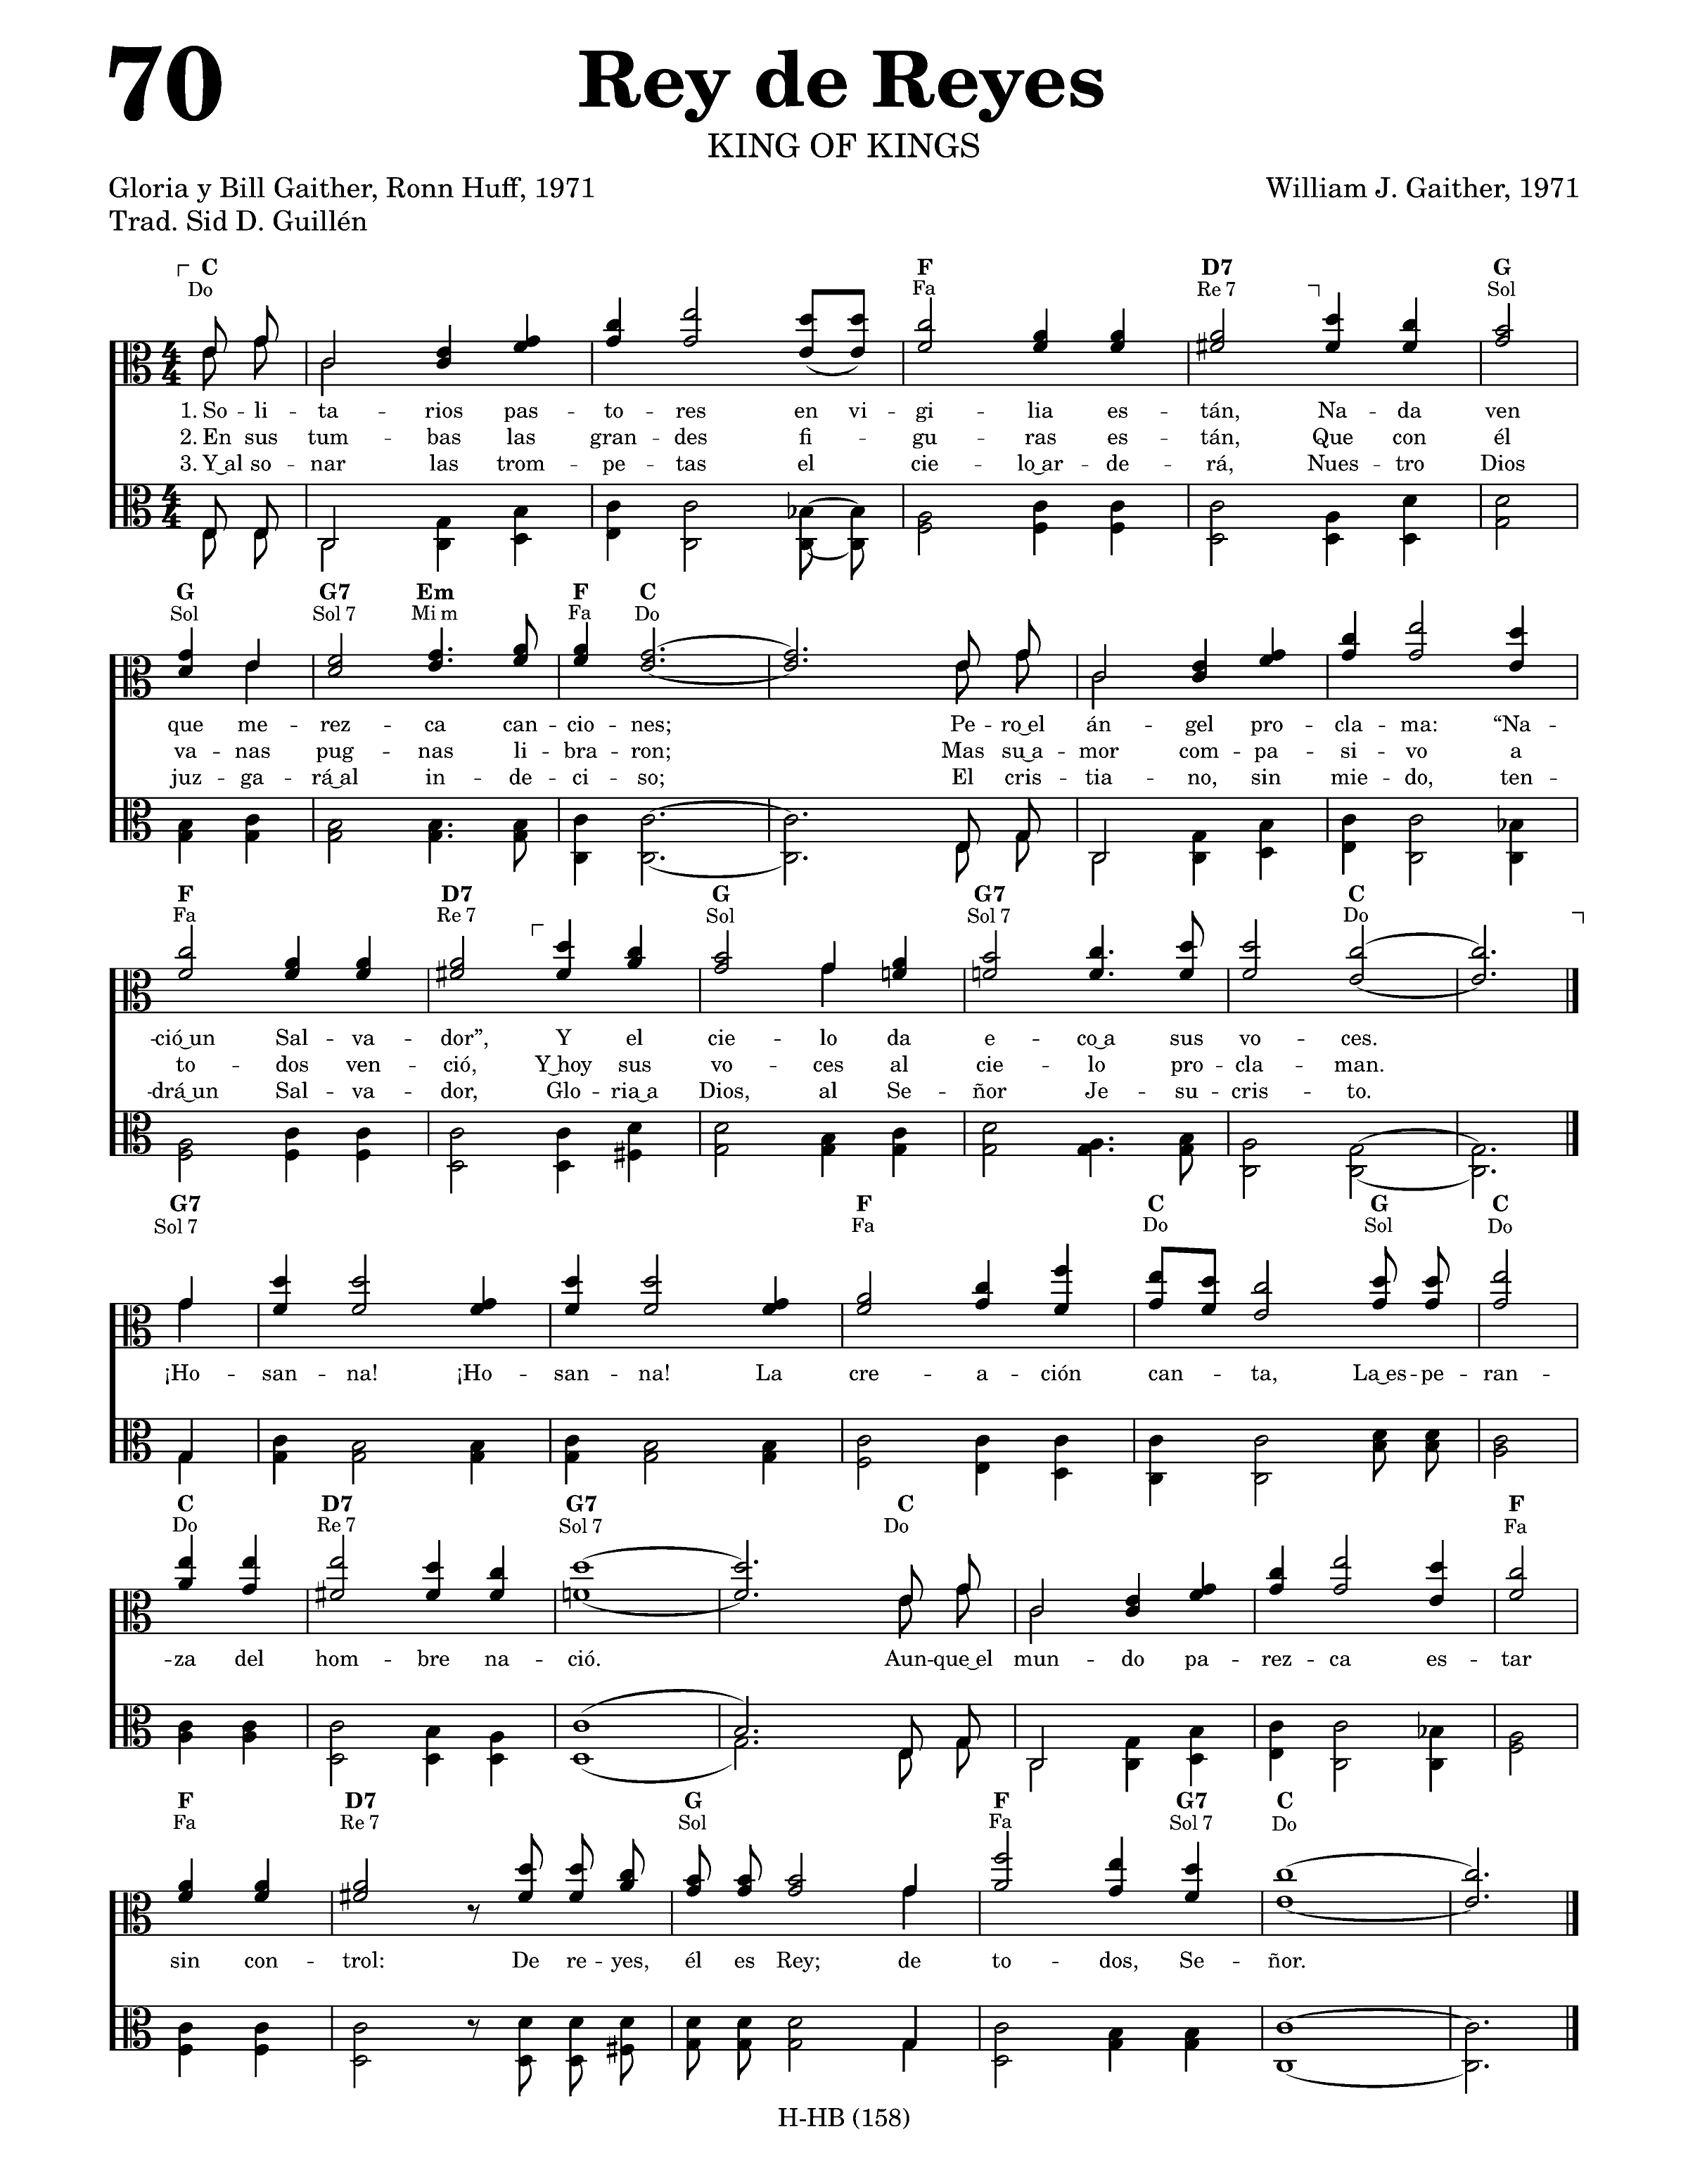 70
Rey de Reyes
KING OF KINGS
Gloria y Bill Gaither, Ronn Huff, 1971
William J. Gaither, 1971
Trad. Sid D. Guillén
C F D7 G
Do Fa Re 7 Sol
1. So - li - ta - rios pas - to - res en vi - gi - lia es - tán, Na - da ven
2. En sus tum - bas las gran - des fi - gu - ras es - tán, Que con él
3. Y al so - nar las trom - pe - tas el cie - lo ar - de - rá, Nues - tro Dios
G G7 Em F C
Sol Sol 7 Mi m Fa Do
que me - rez - ca can - cio - nes; Pe - ro el án - gel pro - cla - ma: “Na -
va - nas pug - nas li - bra - ron; Mas su a - mor com - pa - si - vo a
juz - ga - rá al in - de - ci - so; El cris - tia - no, sin mie - do, ten -
F D7 G G7 C
Fa Re 7 Sol Sol 7 Do
-ció un Sal - va - dor”, Y el cie - lo da e - co a sus vo - ces.
to - dos ven - ció, Y hoy sus vo - ces al cie - lo pro - cla - man.
-drá un Sal - va - dor, Glo - ria a Dios, al Se - ñor Je - su - cris - to.
G7 F C G C
Sol 7 Fa Do Sol Do
¡Ho - san - na! ¡Ho - san - na! La cre - a - ción can - ta, La es - pe - ran -
C D7 G7 C F
Do Re 7 Sol 7 Do Fa
-za del hom - bre na - ció. Aun - que el mun - do pa - rez - ca es - tar
F D7 G F G7 C
Fa Re 7 Sol Fa Sol 7 Do
sin con - trol: De re - yes, él es Rey; de to - dos, Se - ñor.
H-HB (158)